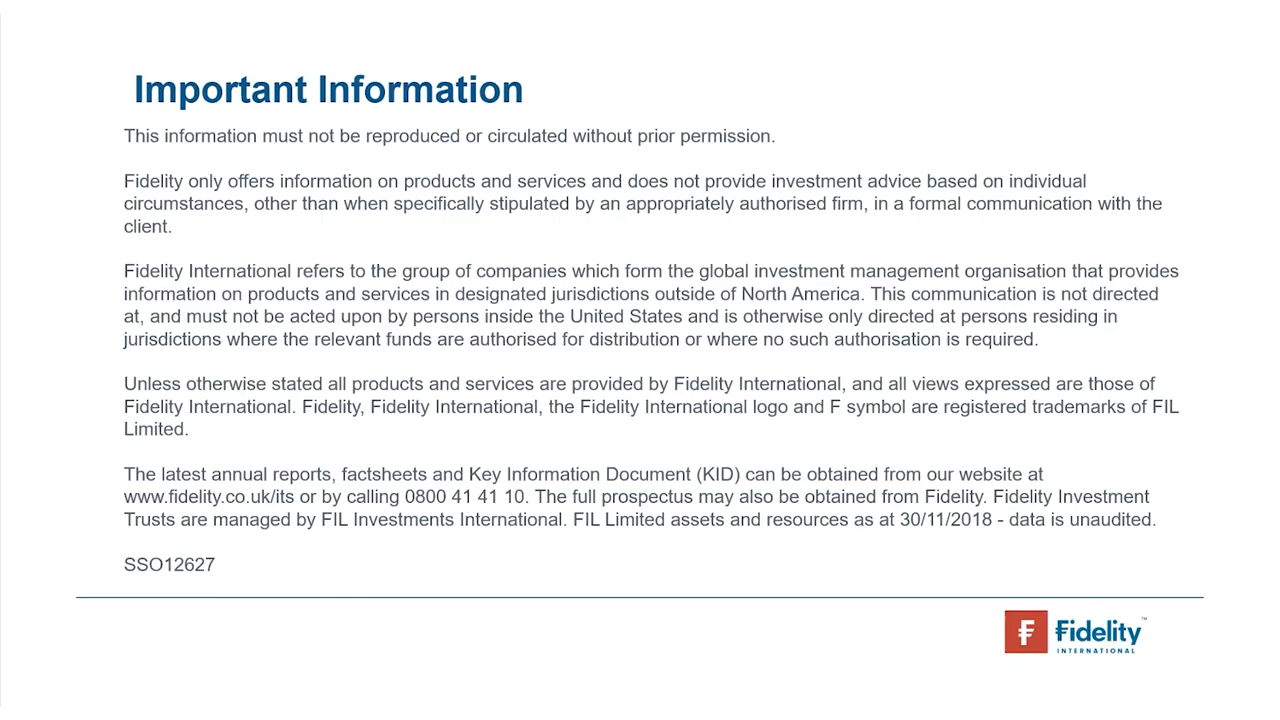 Important Information
This information must not be reproduced or circulated without prior permission.
Fidelity only offers information on products and services and does not provide investment advice based on individual
circumstances, other than when specifically stipulated by an appropriately authorised firm, in a formal communication with the
client.
Fidelity International refers to the group of companies which form the global investment management organisation that provides
information on products and services in designated jurisdictions outside of North America. This communication is not directed
at, and must not be acted upon by persons inside the United States and is otherwise only directed at persons residing in
jurisdictions where the relevant funds are authorised for distribution or where no such authorisation is required.
Unless otherwise stated all products and services are provided by Fidelity International, and all views expressed are those of
Fidelity International. Fidelity, Fidelity International, the Fidelity International logo and F symbol are registered trademarks of FIL
Limited.
The latest annual reports, factsheets and Key Information Document (KID) can be obtained from our website at
www.fidelity.co.uk/its or by calling 0800 41 41 10. The full prospectus may also be obtained from Fidelity. Fidelity Investment
Trusts are managed by FIL Investments International. FIL Limited assets and resources as at 30/11/2018 - data is unaudited.
SSO12627
F Fidelity™
INTERNATIONAL